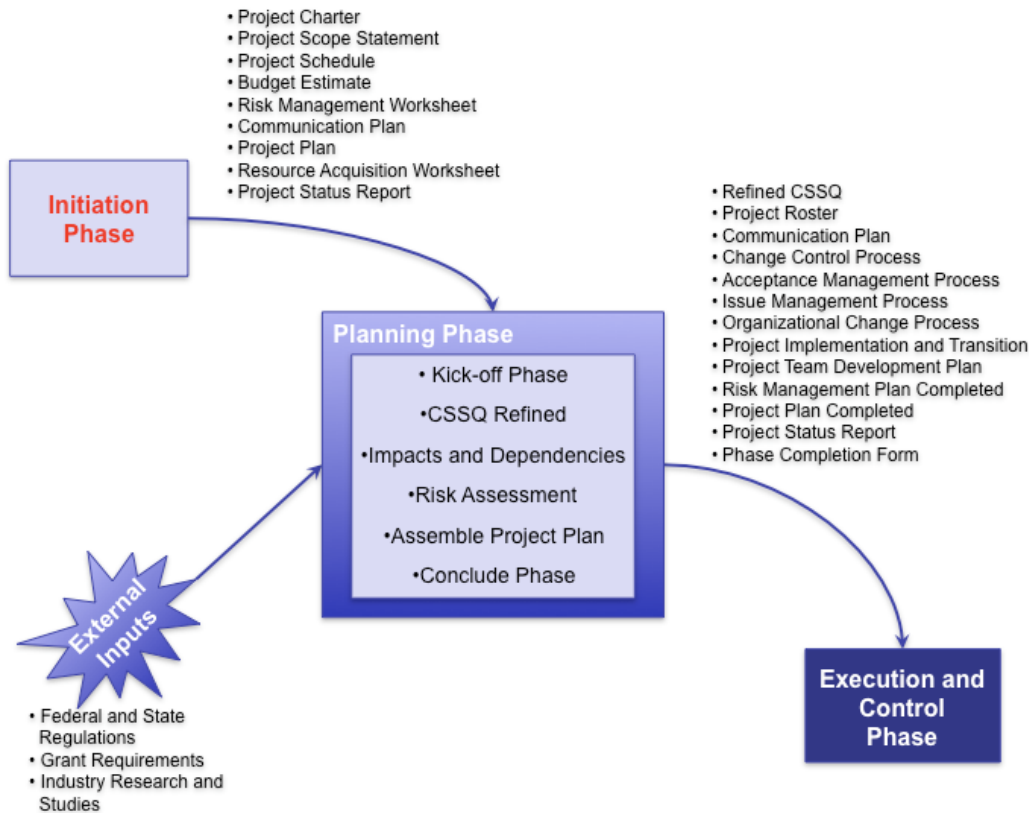 • Project Charter
• Project Scope Statement
• Project Schedule
• Budget Estimate
• Risk Management Worksheet
• Communication Plan
• Project Plan
• Resource Acquisition Worksheet
• Project Status Report
Initiation
Phase
• Refined CSSQ
• Project Roster
• Communication Plan
• Change Control Process
• Acceptance Management Process
• Issue Management Process
• Organizational Change Process
• Project Implementation and Transition
• Project Team Development Plan
• Risk Management Plan Completed
• Project Plan Completed
• Project Status Report
• Phase Completion Form
Planning Phase
• Kick-off Phase
•CSSQ Refined
•Impacts and Dependencies
•Risk Assessment
•Assemble Project Plan
•Conclude Phase
External
Inputs
• Federal and State
Regulations
• Grant Requirements
• Industry Research and
Studies
Execution and
Control
Phase